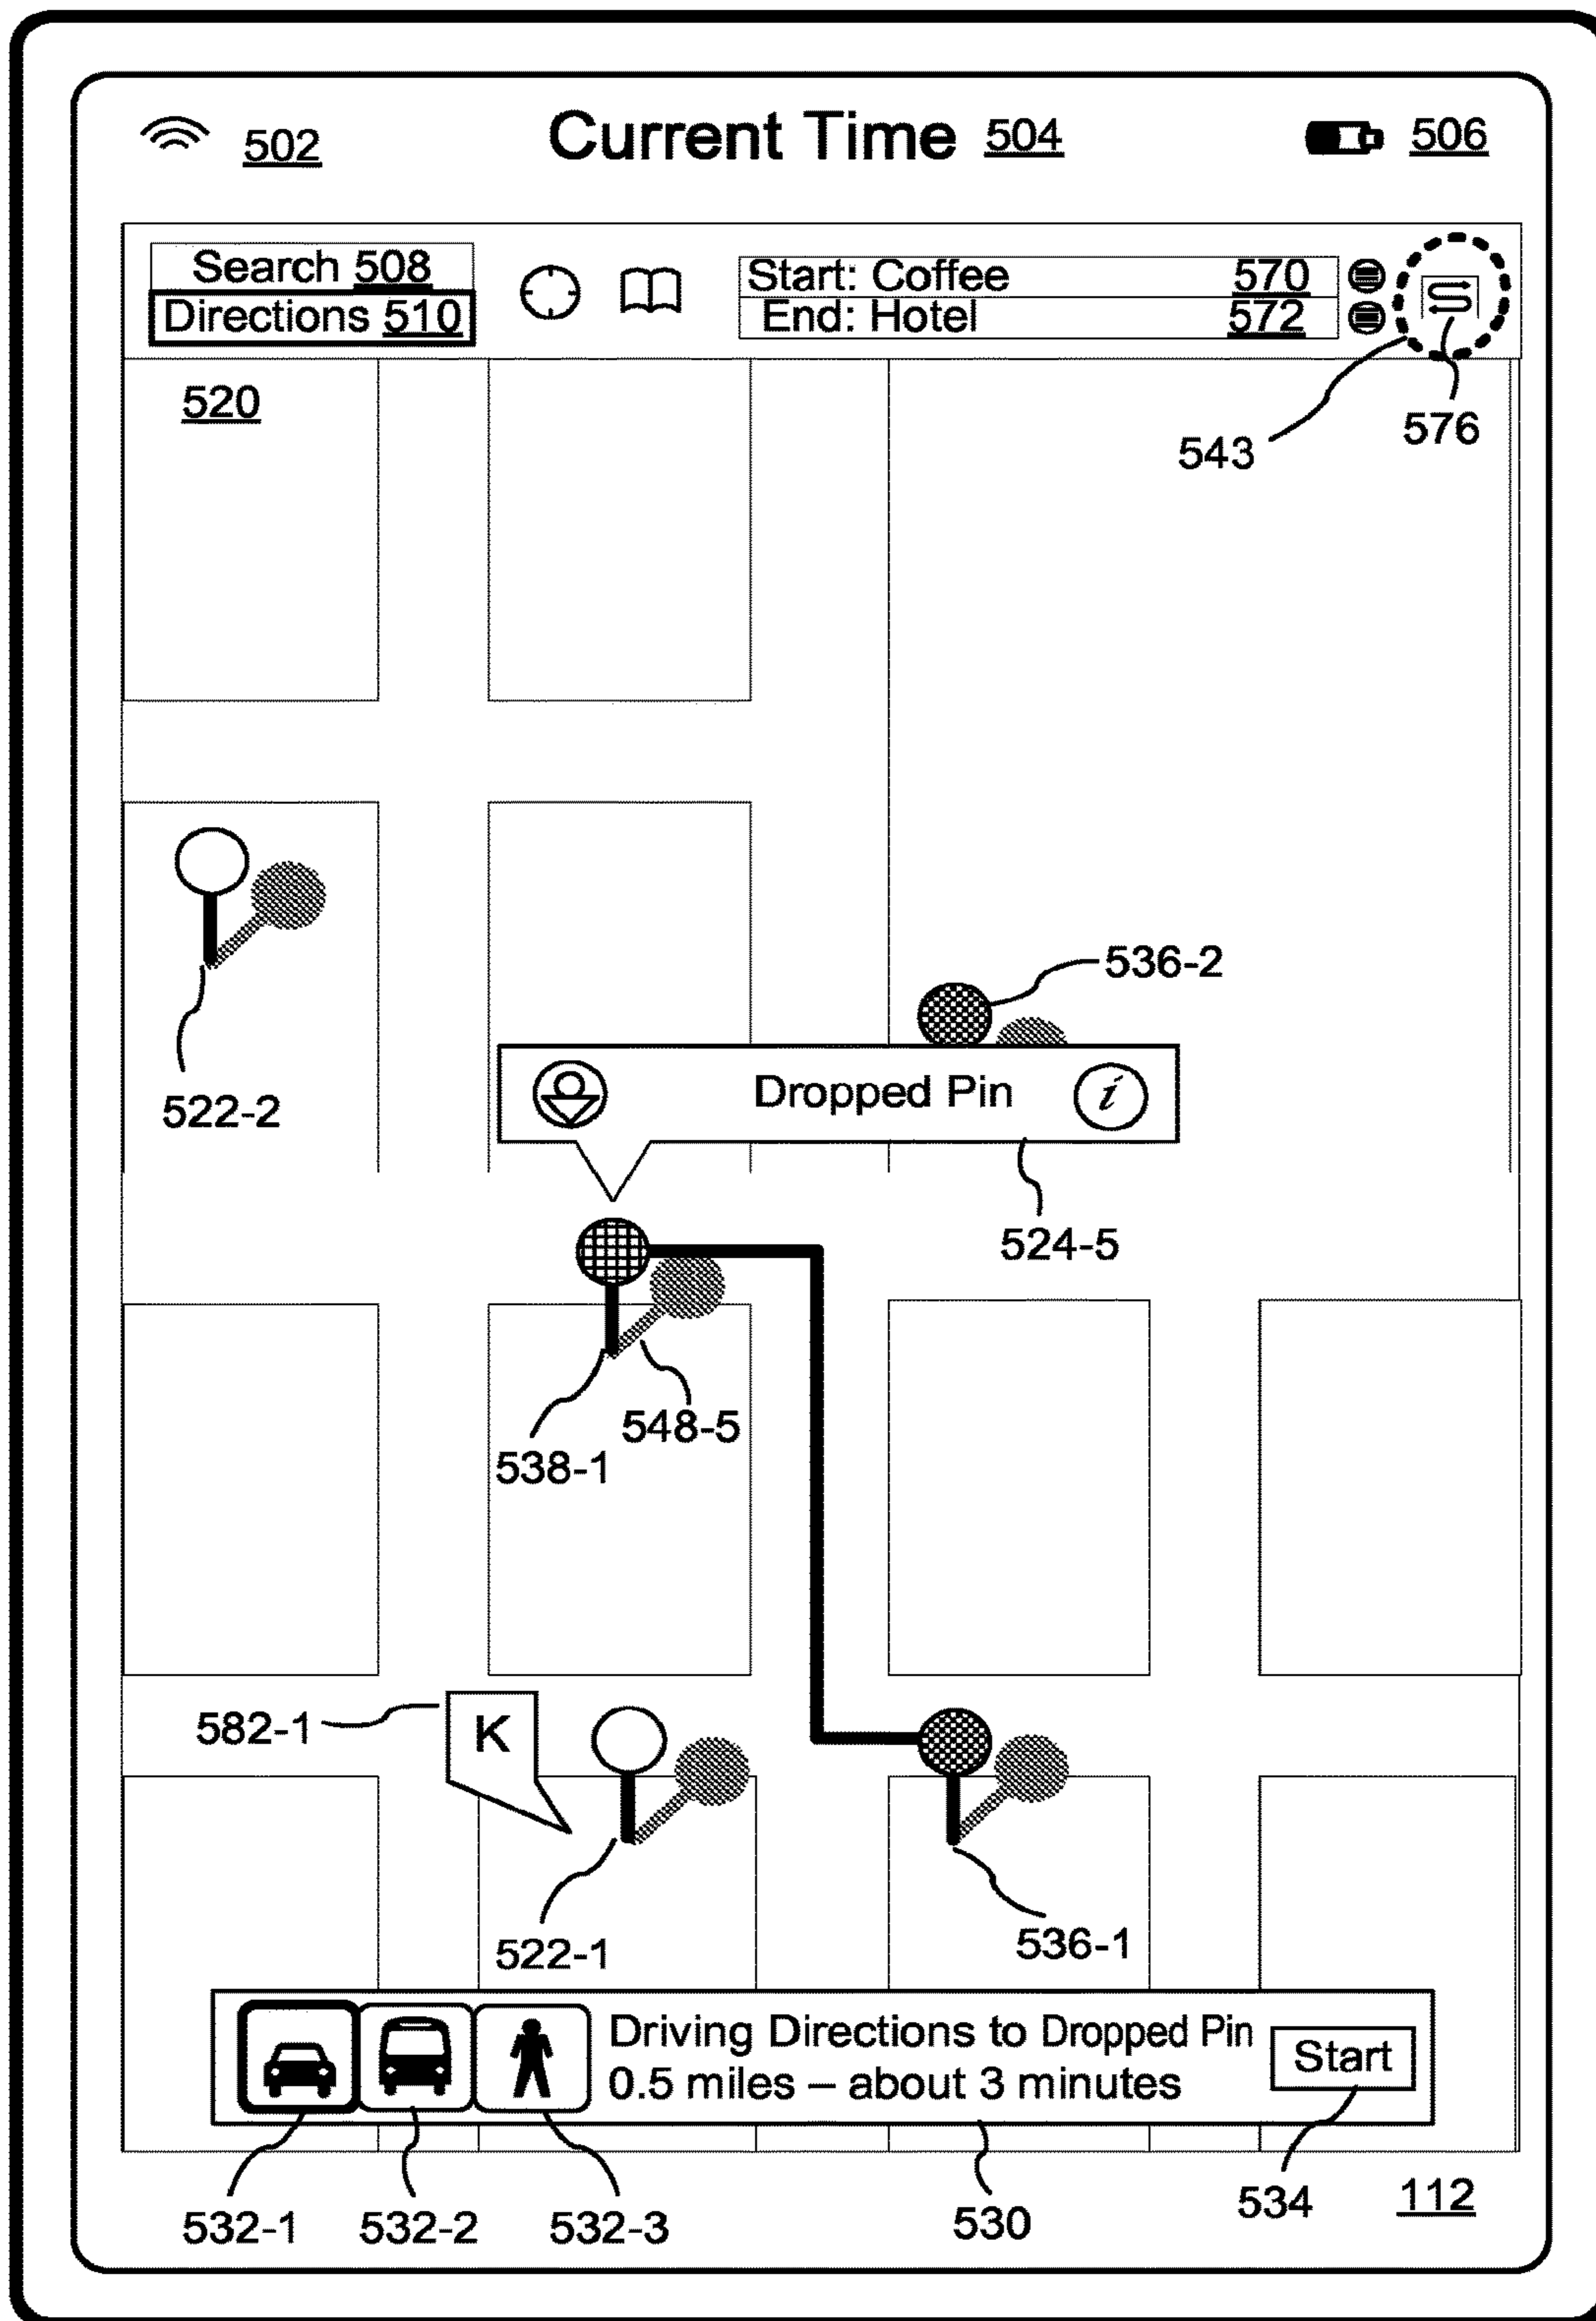 502
Current Time 504
506
Search 508
Directions 510
Start: Coffee 570
End: Hotel 572
520
576
543
536-2
Dropped Pin
i
522-2
524-5
548-5
538-1
582-1
K
522-1
536-1
Driving Directions to Dropped Pin
0.5 miles – about 3 minutes
Start
532-1
532-2
532-3
530
534
112